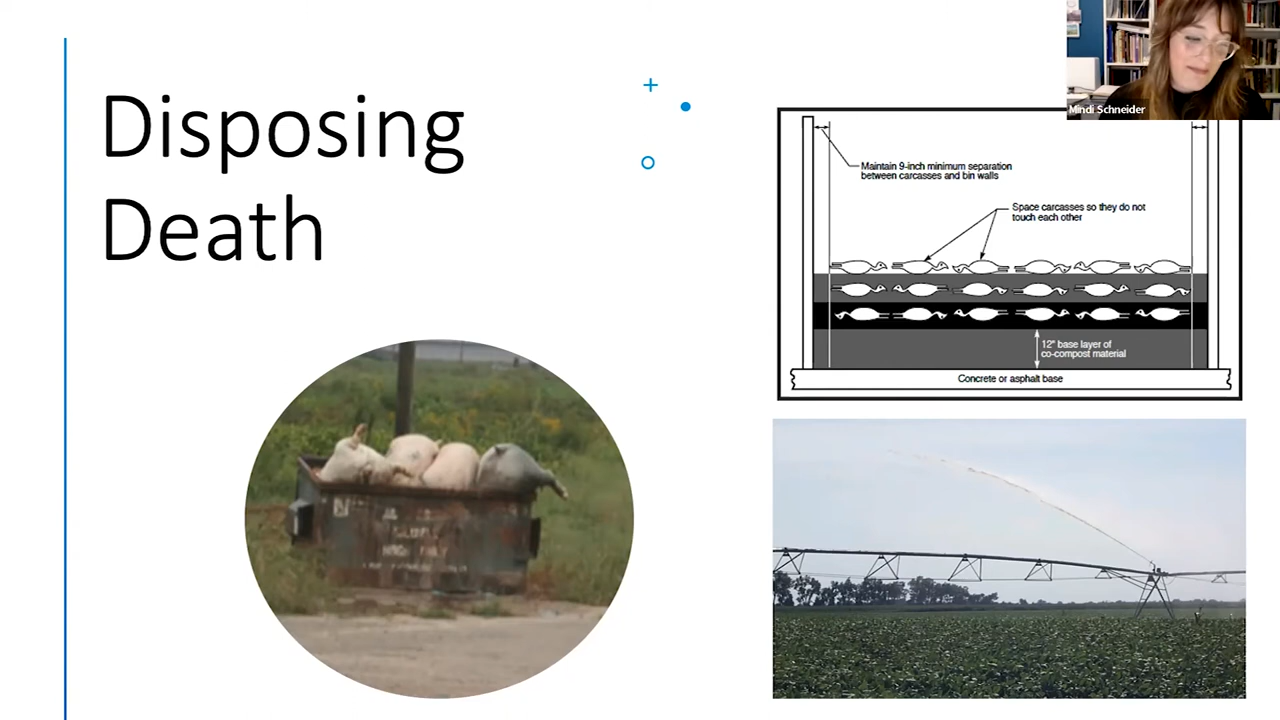 Disposing
Death
Mindi Schneider
Maintain 9-inch minimum separation
between carcasses and bin walls
Space carcasses so they do not
touch each other
12" base layer of
co-compost material
Concrete or asphalt base